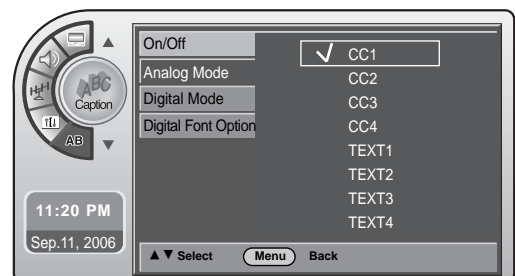 ABC
Caption
AB
11:20 PM
Sep.11, 2006
On/Off
Analog Mode
Digital Mode
Digital Font Option
CC1
CC2
CC3
CC4
TEXT1
TEXT2
TEXT3
TEXT4
▲▼ Select Menu Back